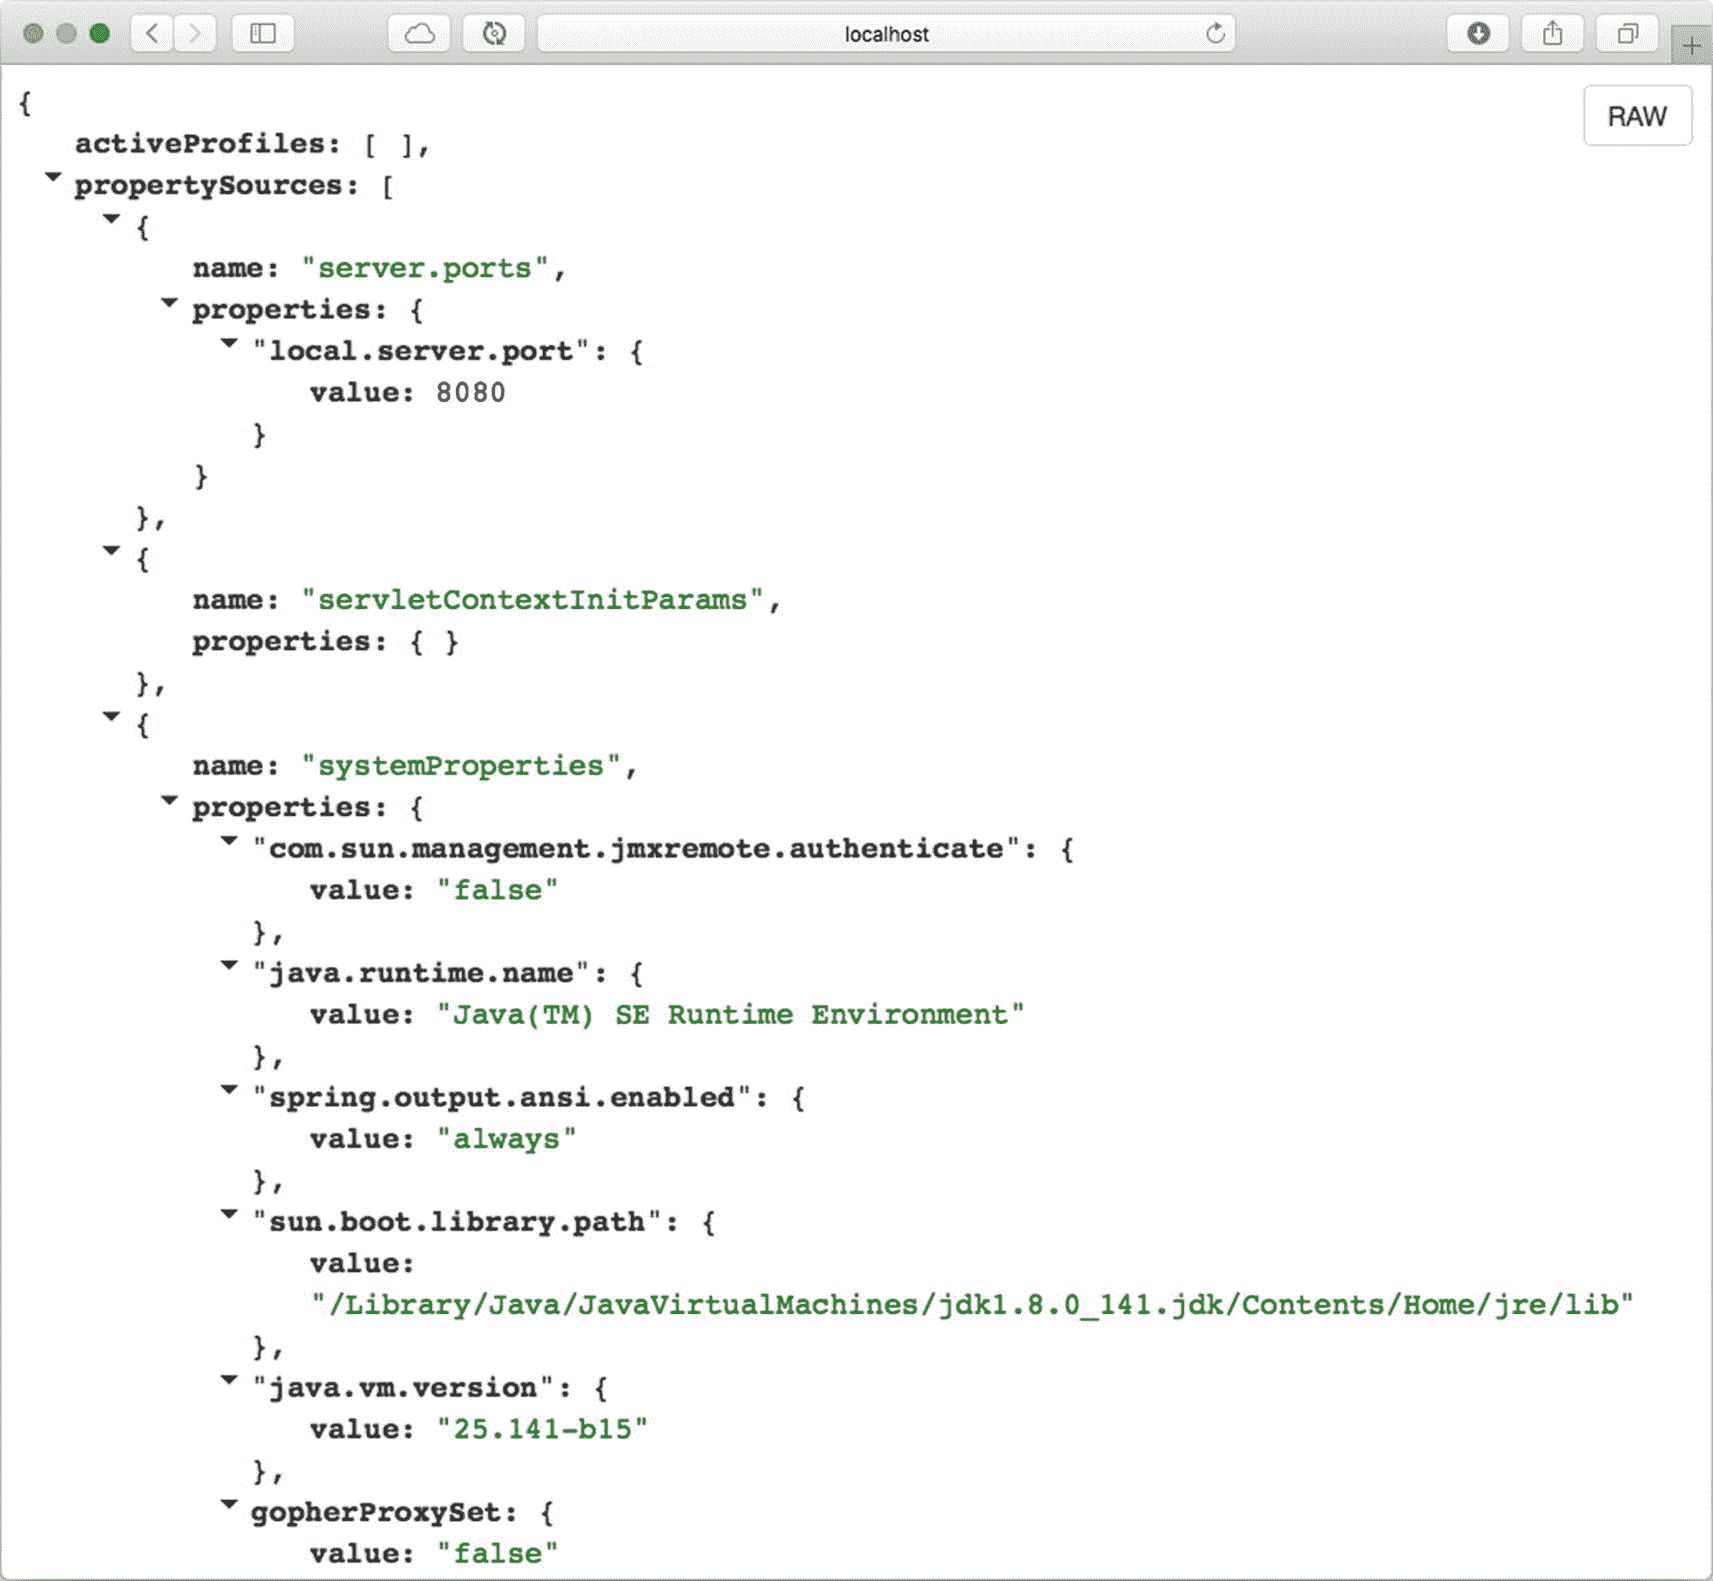 localhost
RAW
{
activeProfiles: [ ],
propertySources: [
{
name: "server.ports",
properties: {
"local.server.port": {
value: 8080
}
}
},
{
name: "servletContextInitParams",
properties: { }
},
{
name: "systemProperties",
properties: {
"com.sun.management.jmxremote.authenticate": {
value: "false"
},
"java.runtime.name": {
value: "Java(TM) SE Runtime Environment"
},
"spring.output.ansi.enabled": {
value: "always"
},
"sun.boot.library.path": {
value:
"/Library/Java/JavaVirtualMachines/jdk1.8.0_141.jdk/Contents/Home/jre/lib"
},
"java.vm.version": {
value: "25.141-b15"
},
gopherProxySet: {
value: "false"